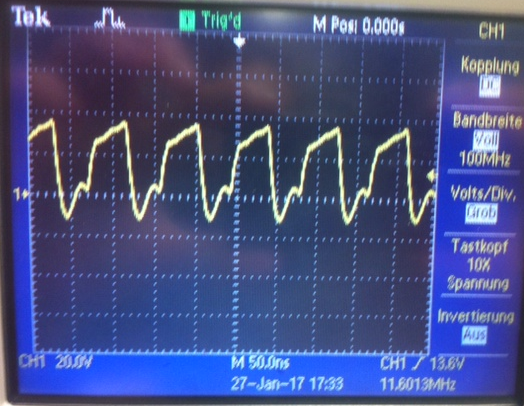 Tek Trig'd M Pos: 0.000s CH1
Kopplung
DC
Bandbreite
Voll
100MHz
1
Volts/Div.
Grob
Tastkopf
10X
Spannung
Invertierung
Aus
CH1 20.0V M 50.0ns CH1 / 13.6V
27-Jan-17 17:33 11.6013MHz